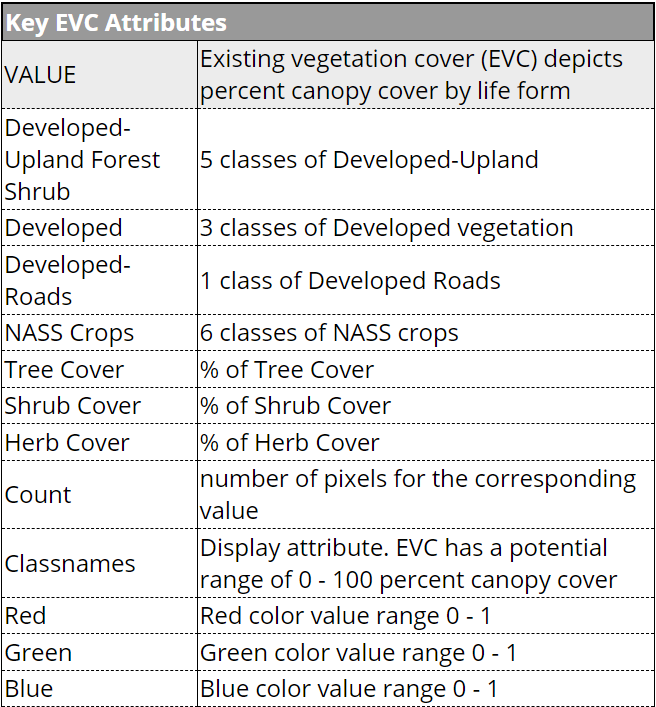 Key EVC Attributes
VALUE
Existing vegetation cover (EVC) depicts
percent canopy cover by life form
Developed-
Upland Forest
Shrub
5 classes of Developed-Upland
Developed
3 classes of Developed vegetation
Developed-
Roads
1 class of Developed Roads
NASS Crops
6 classes of NASS crops
Tree Cover
% of Tree Cover
Shrub Cover
% of Shrub Cover
Herb Cover
% of Herb Cover
Count
number of pixels for the corresponding
value
Classnames
Display attribute. EVC has a potential
range of 0 - 100 percent canopy cover
Red
Red color value range 0 - 1
Green
Green color value range 0 - 1
Blue
Blue color value range 0 - 1